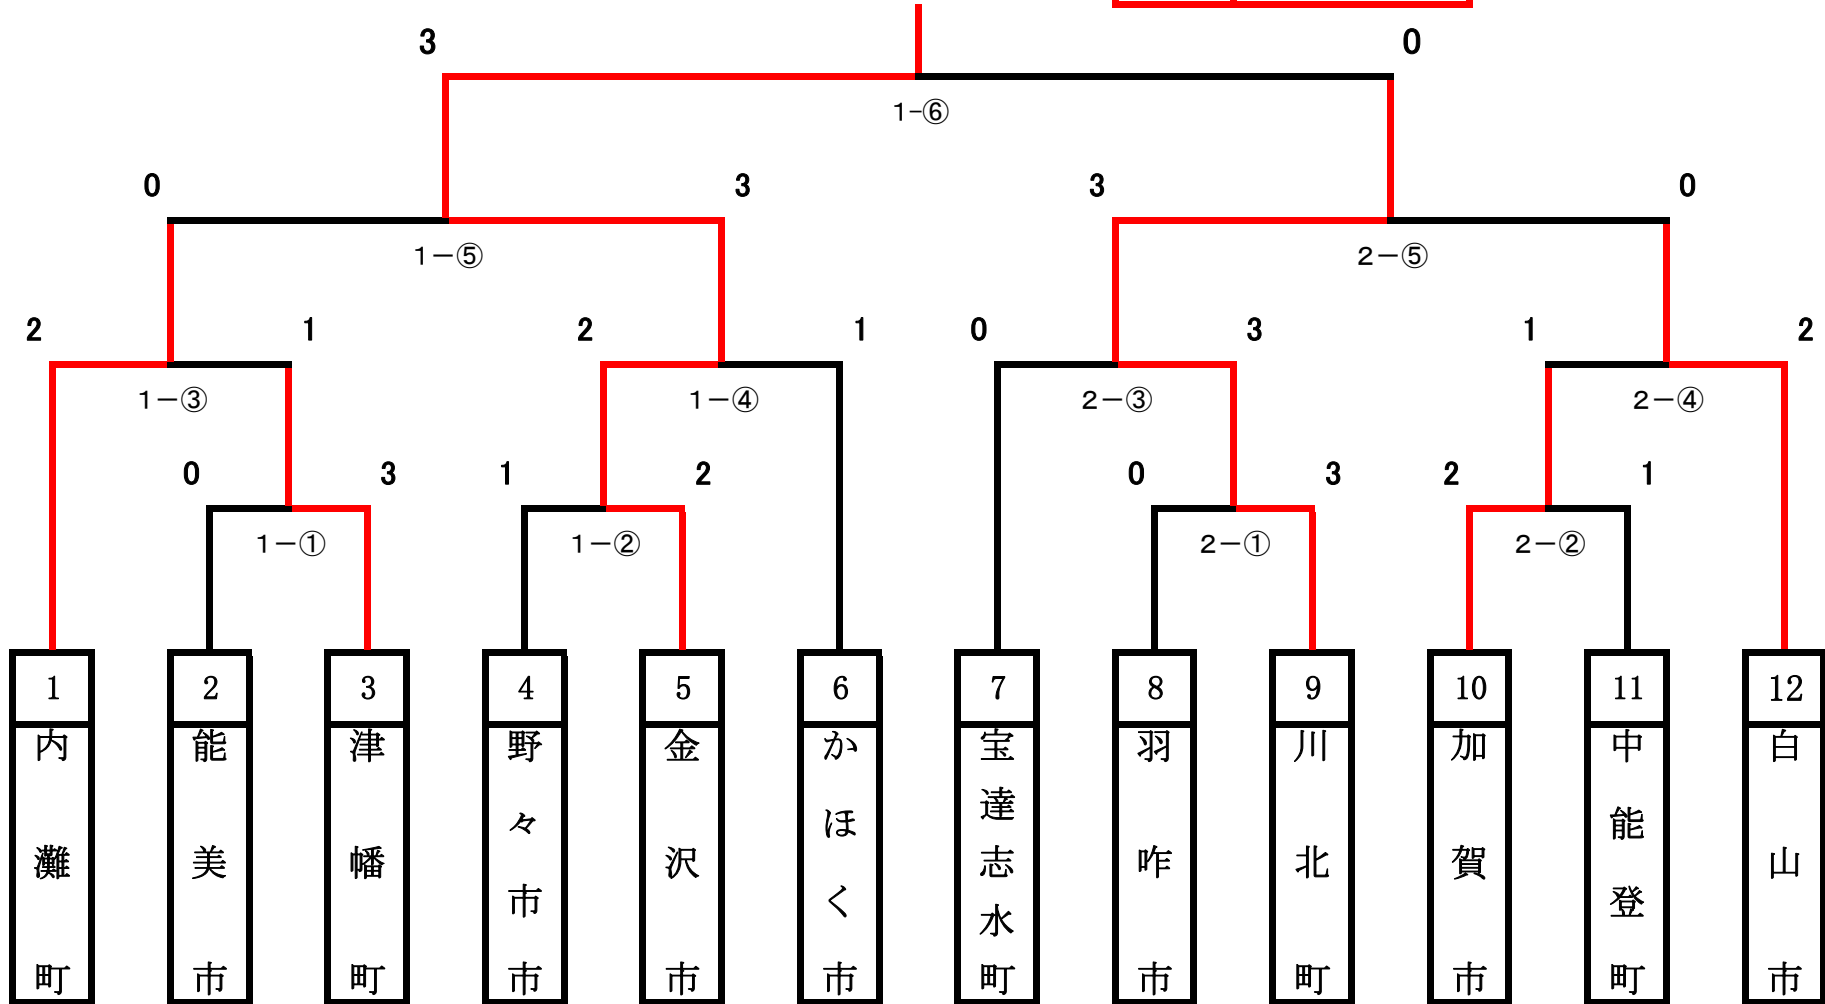 3 0
1-⑥
0 3 3 0
1－⑤ 2－⑤
2 1 2 1 0 3 1 2
1－③ 1－④ 2－③ 2－④
0 3 1 2 0 3 2 1
1－① 1－② 2－① 2－②
1 2 3 4 5 6 7 8 9 10 11 12
内灘町
能美市
津幡町
野々市市
金沢市
かほく市
宝達志水町
羽咋市
川北町
加賀市
中能登町
白山市